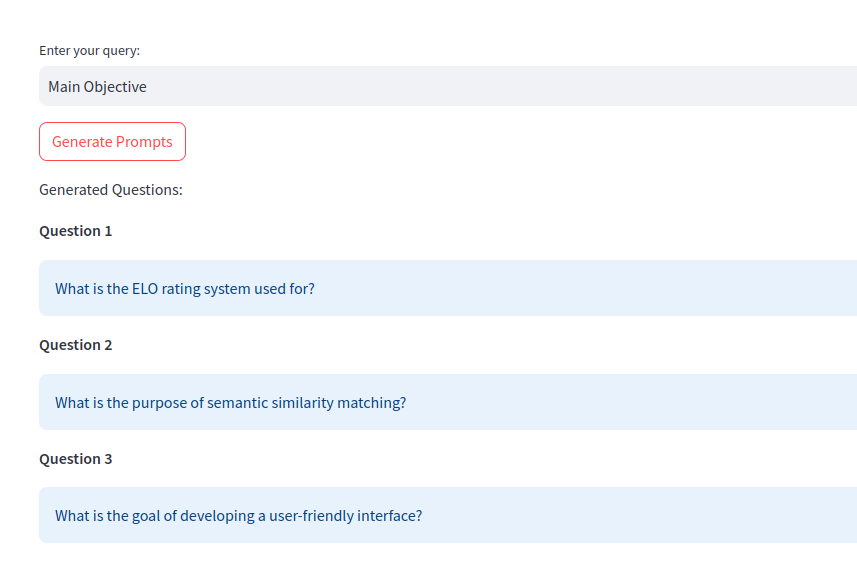 Enter your query:
Main Objective
Generate Prompts
Generated Questions:
Question 1
What is the ELO rating system used for?
Question 2
What is the purpose of semantic similarity matching?
Question 3
What is the goal of developing a user-friendly interface?